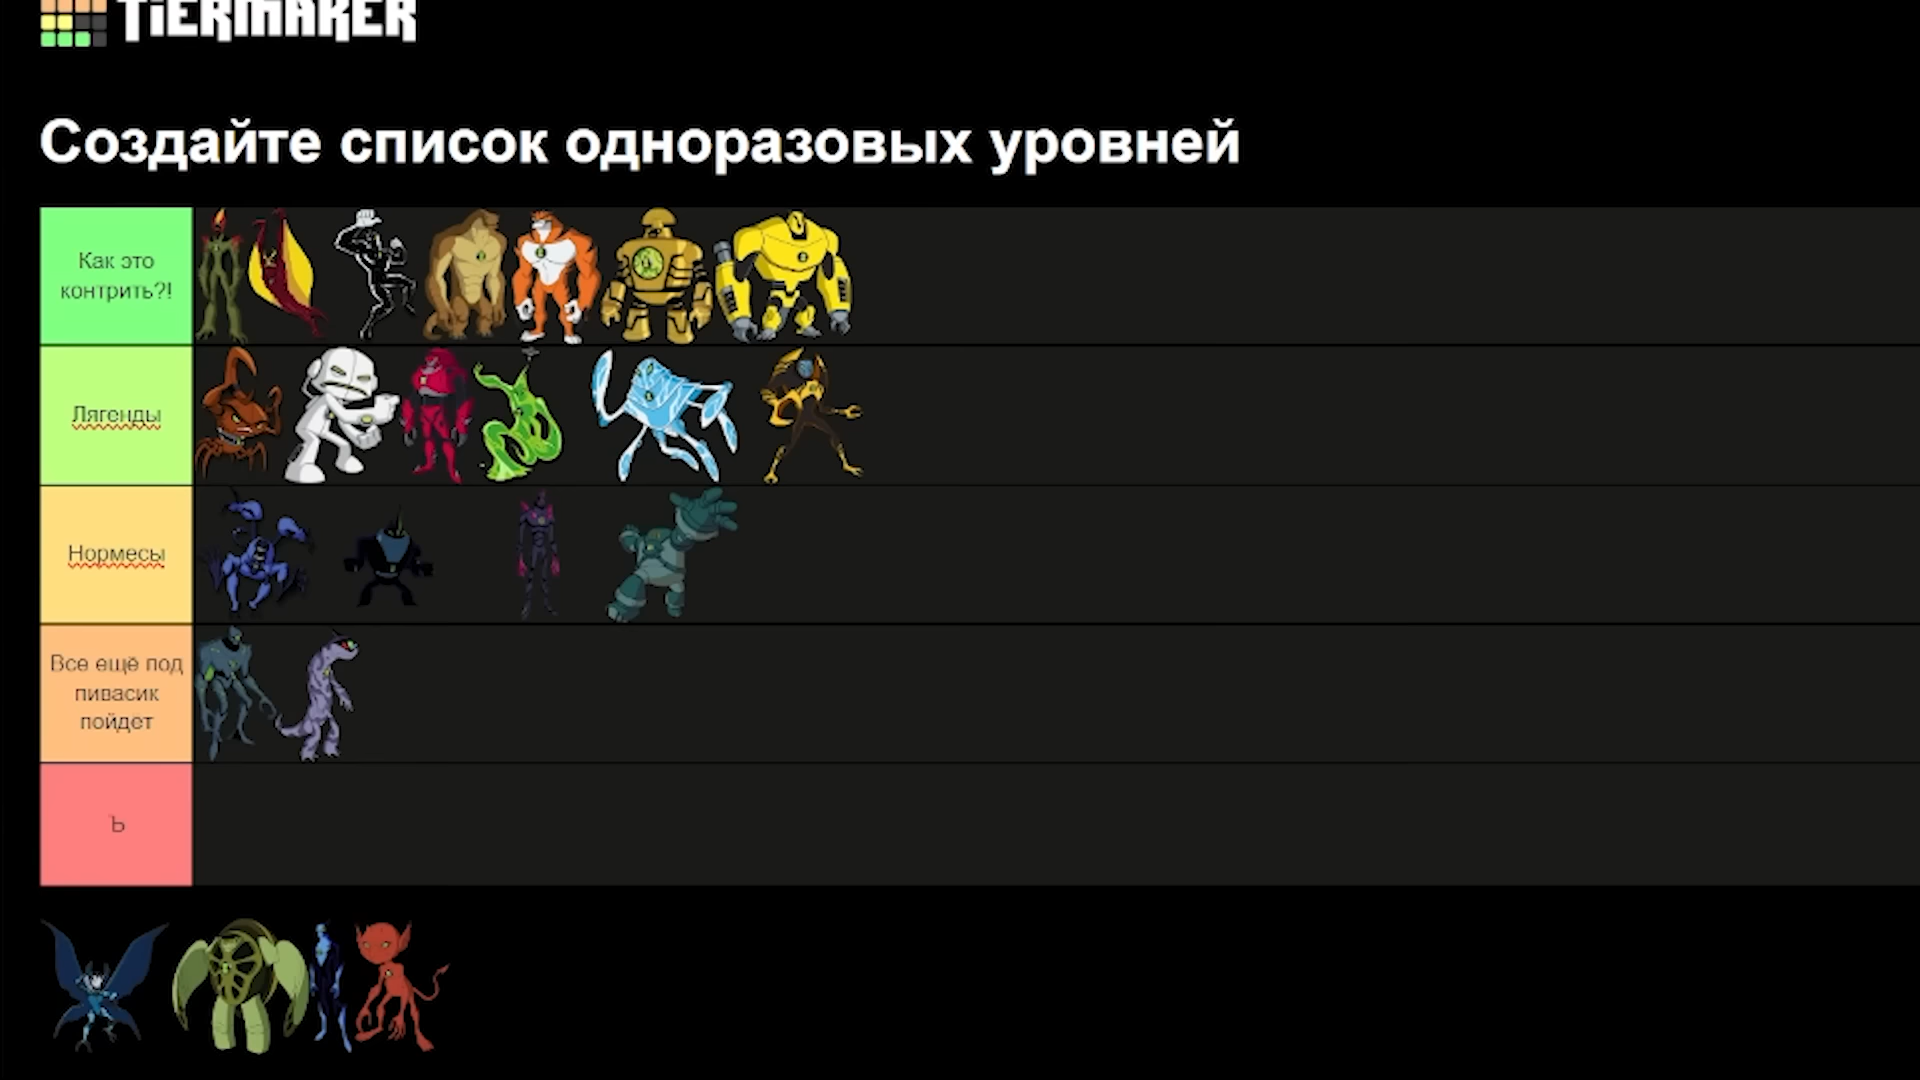 TiERMAKER
Создайте список одноразовых уровней
Как это
контрить?!
Лягенды
Нормесы
Все ещё под
пивасик
пойдет
Ъ